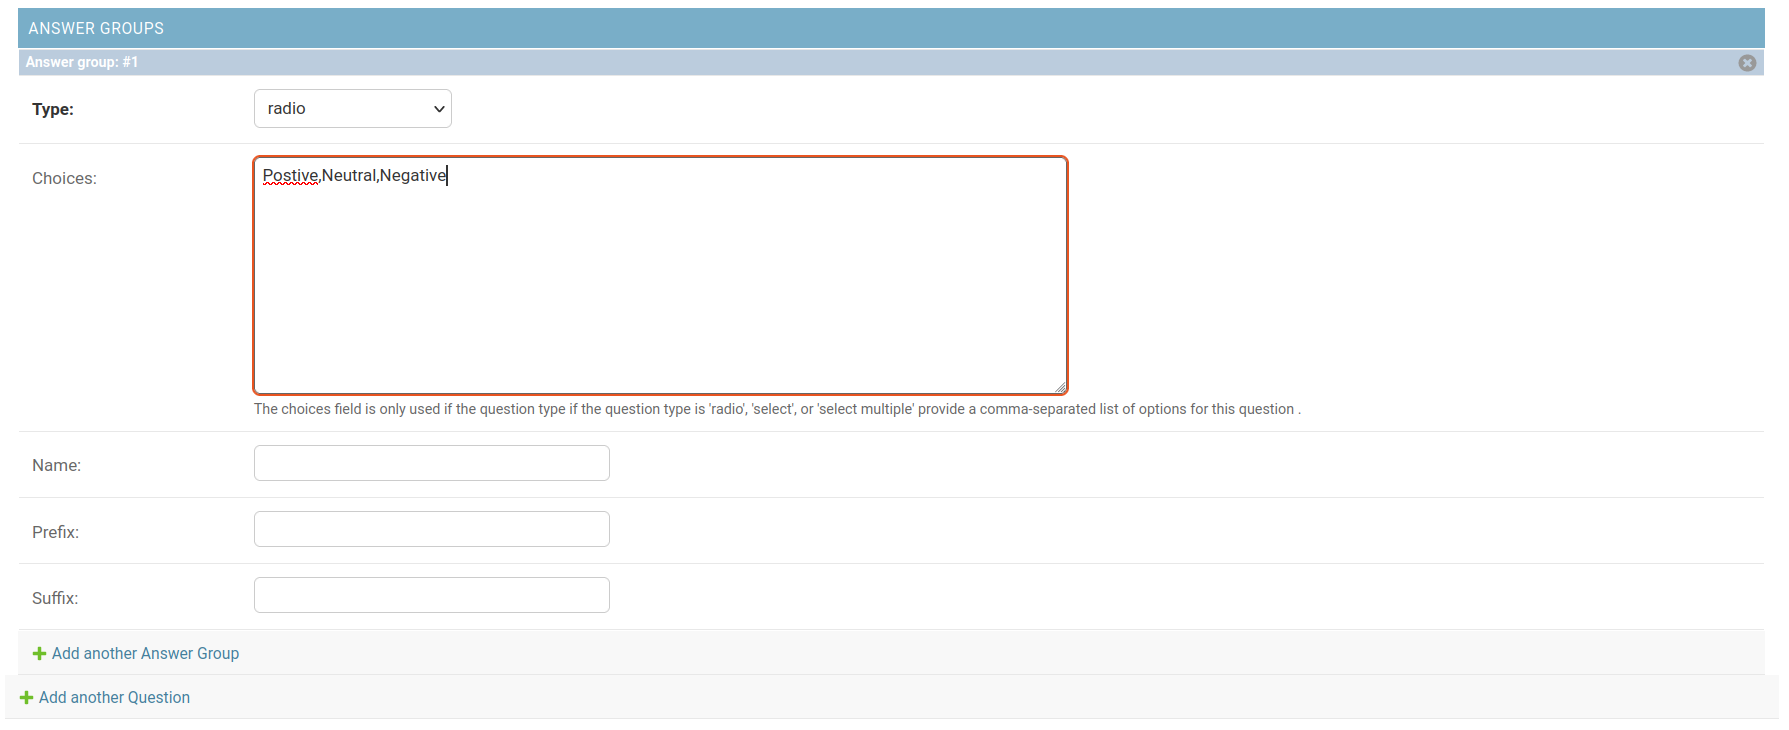 ANSWER GROUPS
Answer group: #1
Type:
radio
Choices:
Postive,Neutral,Negative
The choices field is only used if the question type if the question type is 'radio', 'select', or 'select multiple' provide a comma-separated list of options for this question .
Name:
Prefix:
Suffix:
Add another Answer Group
Add another Question